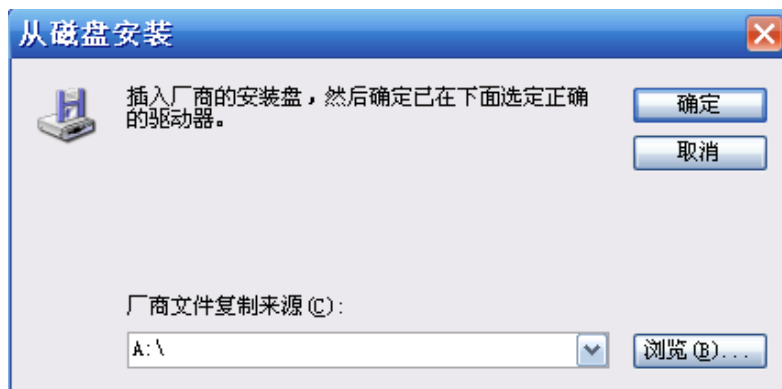 从磁盘安装
插入厂商的安装盘，然后确定已在下面选定正确
的驱动器。
确定
取消
厂商文件复制来源(C):
A:\
浏览(B)...